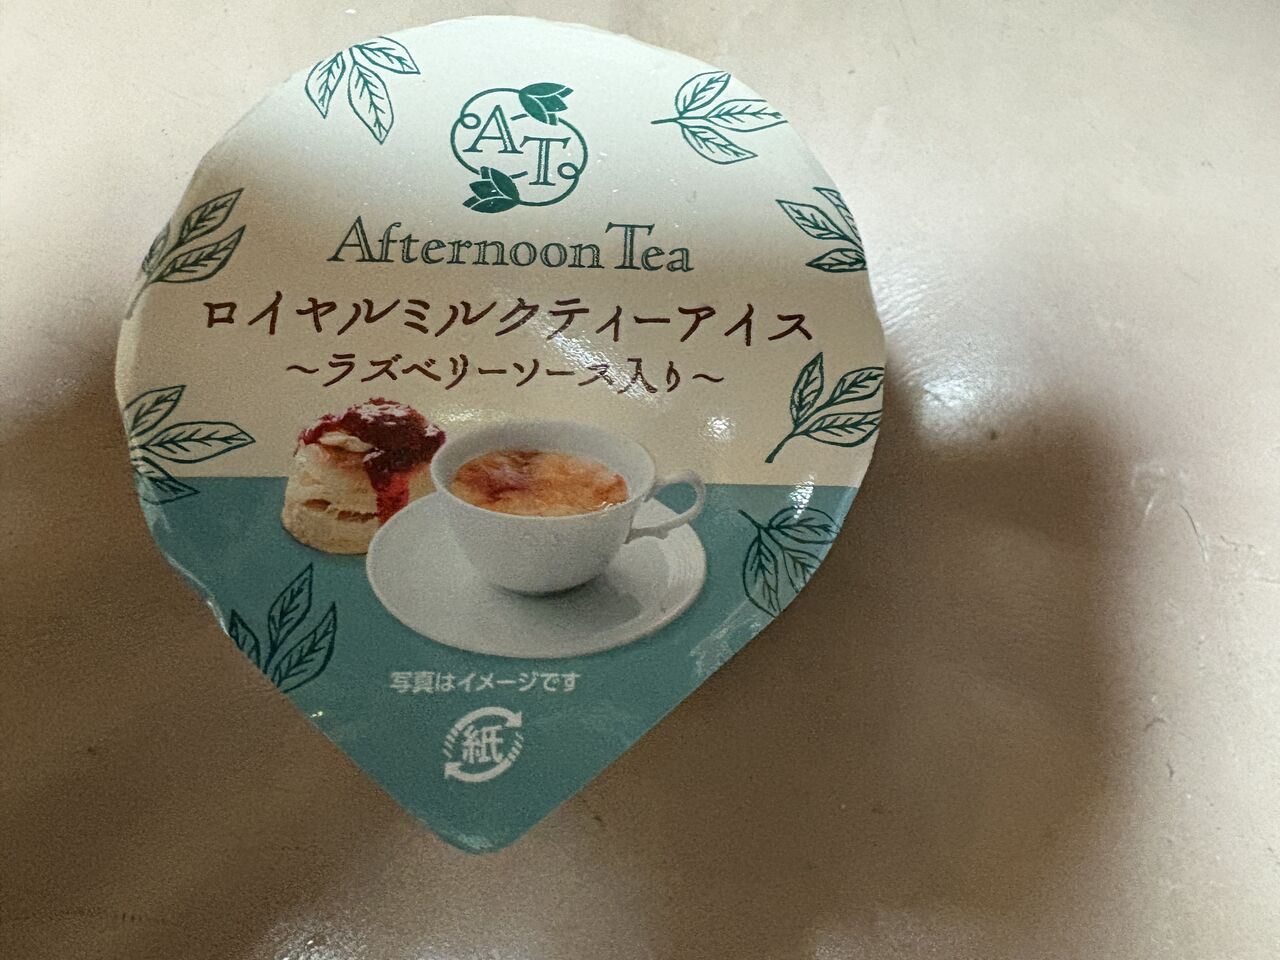 AT
Afternoon Tea
ロイヤルミルクティーアイス
～ラズベリーソース入り～
写真はイメージです
紙